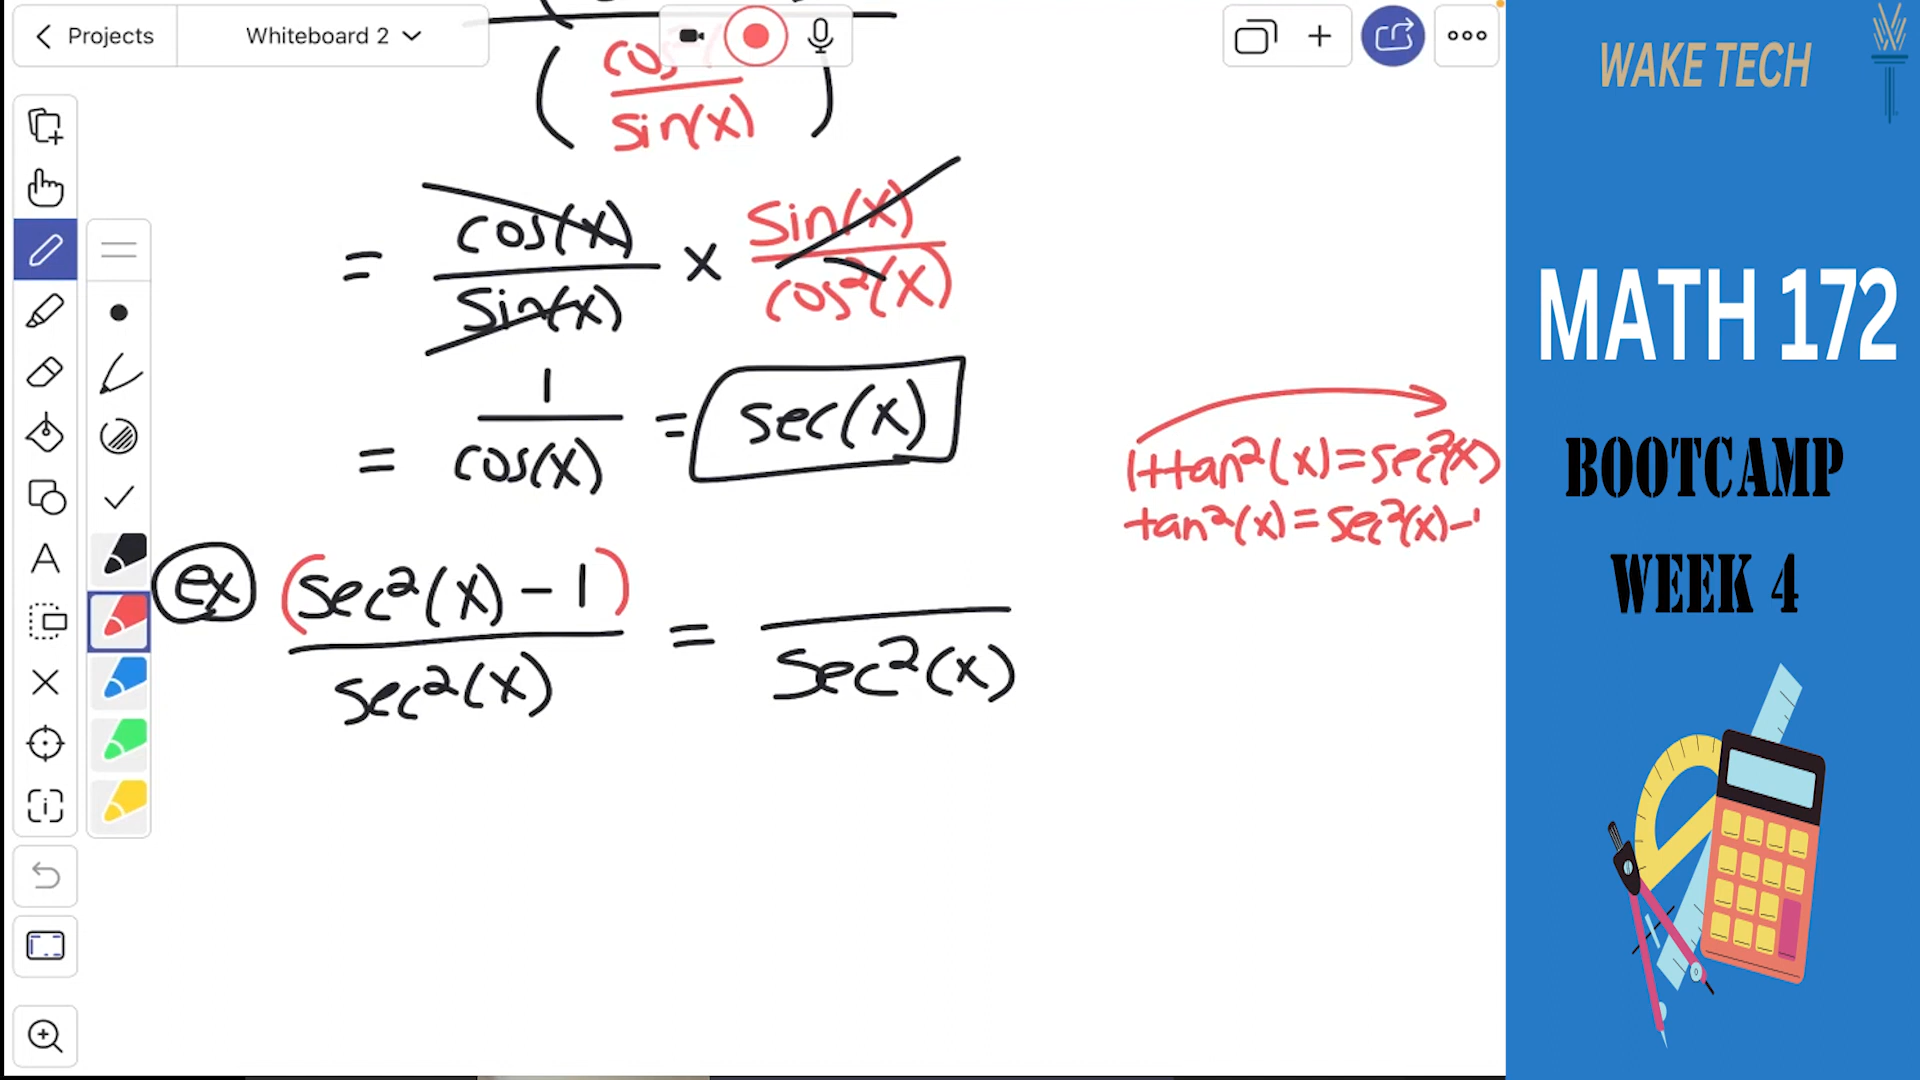 Projects
Whiteboard 2
sin(x)
= cos(x)/sin(x) × sin(x)/cos²(x)
= 1/cos(x) = sec(x)
1+tan²(x)=sec²(x)
tan²(x)=sec²(x)-1
ex (sec²(x)-1)/sec²(x) = /sec²(x)
WAKE TECH
MATH 172
BOOTCAMP
WEEK 4